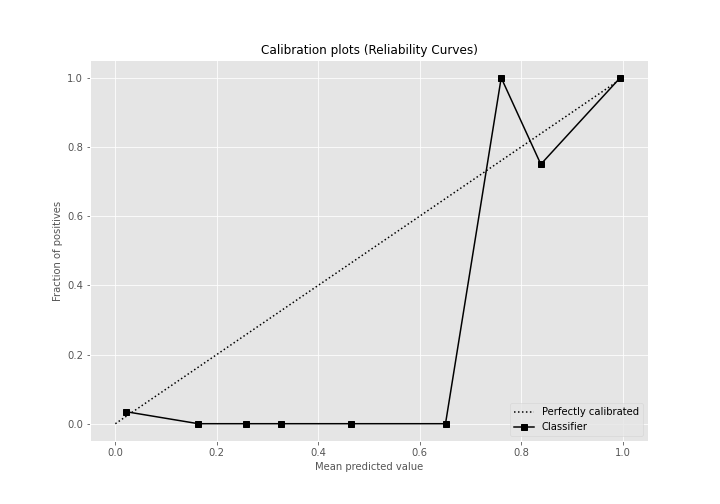 Calibration plots (Reliability Curves)
1.0
0.8
0.6
0.4
0.2
0.0
Fraction of positives
0.0 0.2 0.4 0.6 0.8 1.0
Mean predicted value
Perfectly calibrated
Classifier